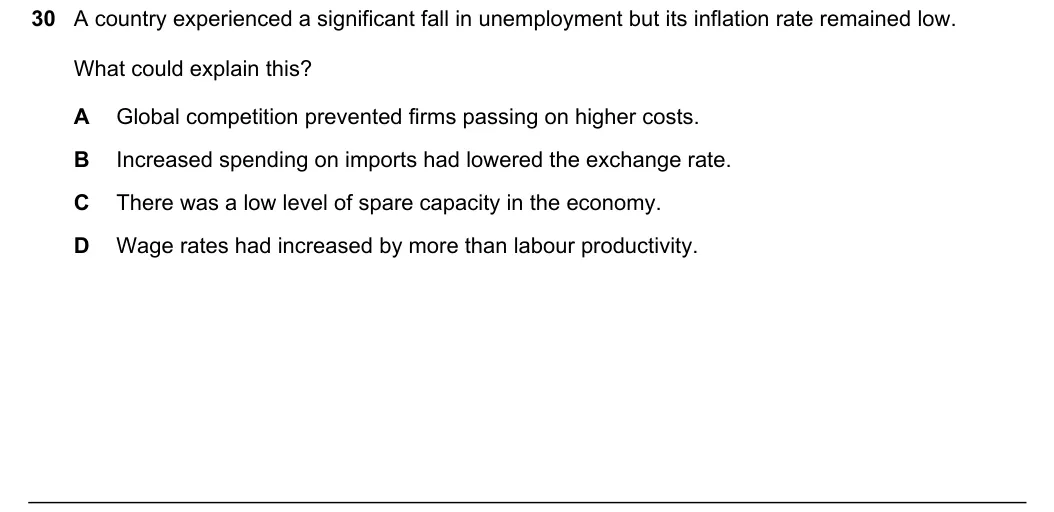 30 A country experienced a significant fall in unemployment but its inflation rate remained low.
What could explain this?
A Global competition prevented firms passing on higher costs.
B Increased spending on imports had lowered the exchange rate.
C There was a low level of spare capacity in the economy.
D Wage rates had increased by more than labour productivity.